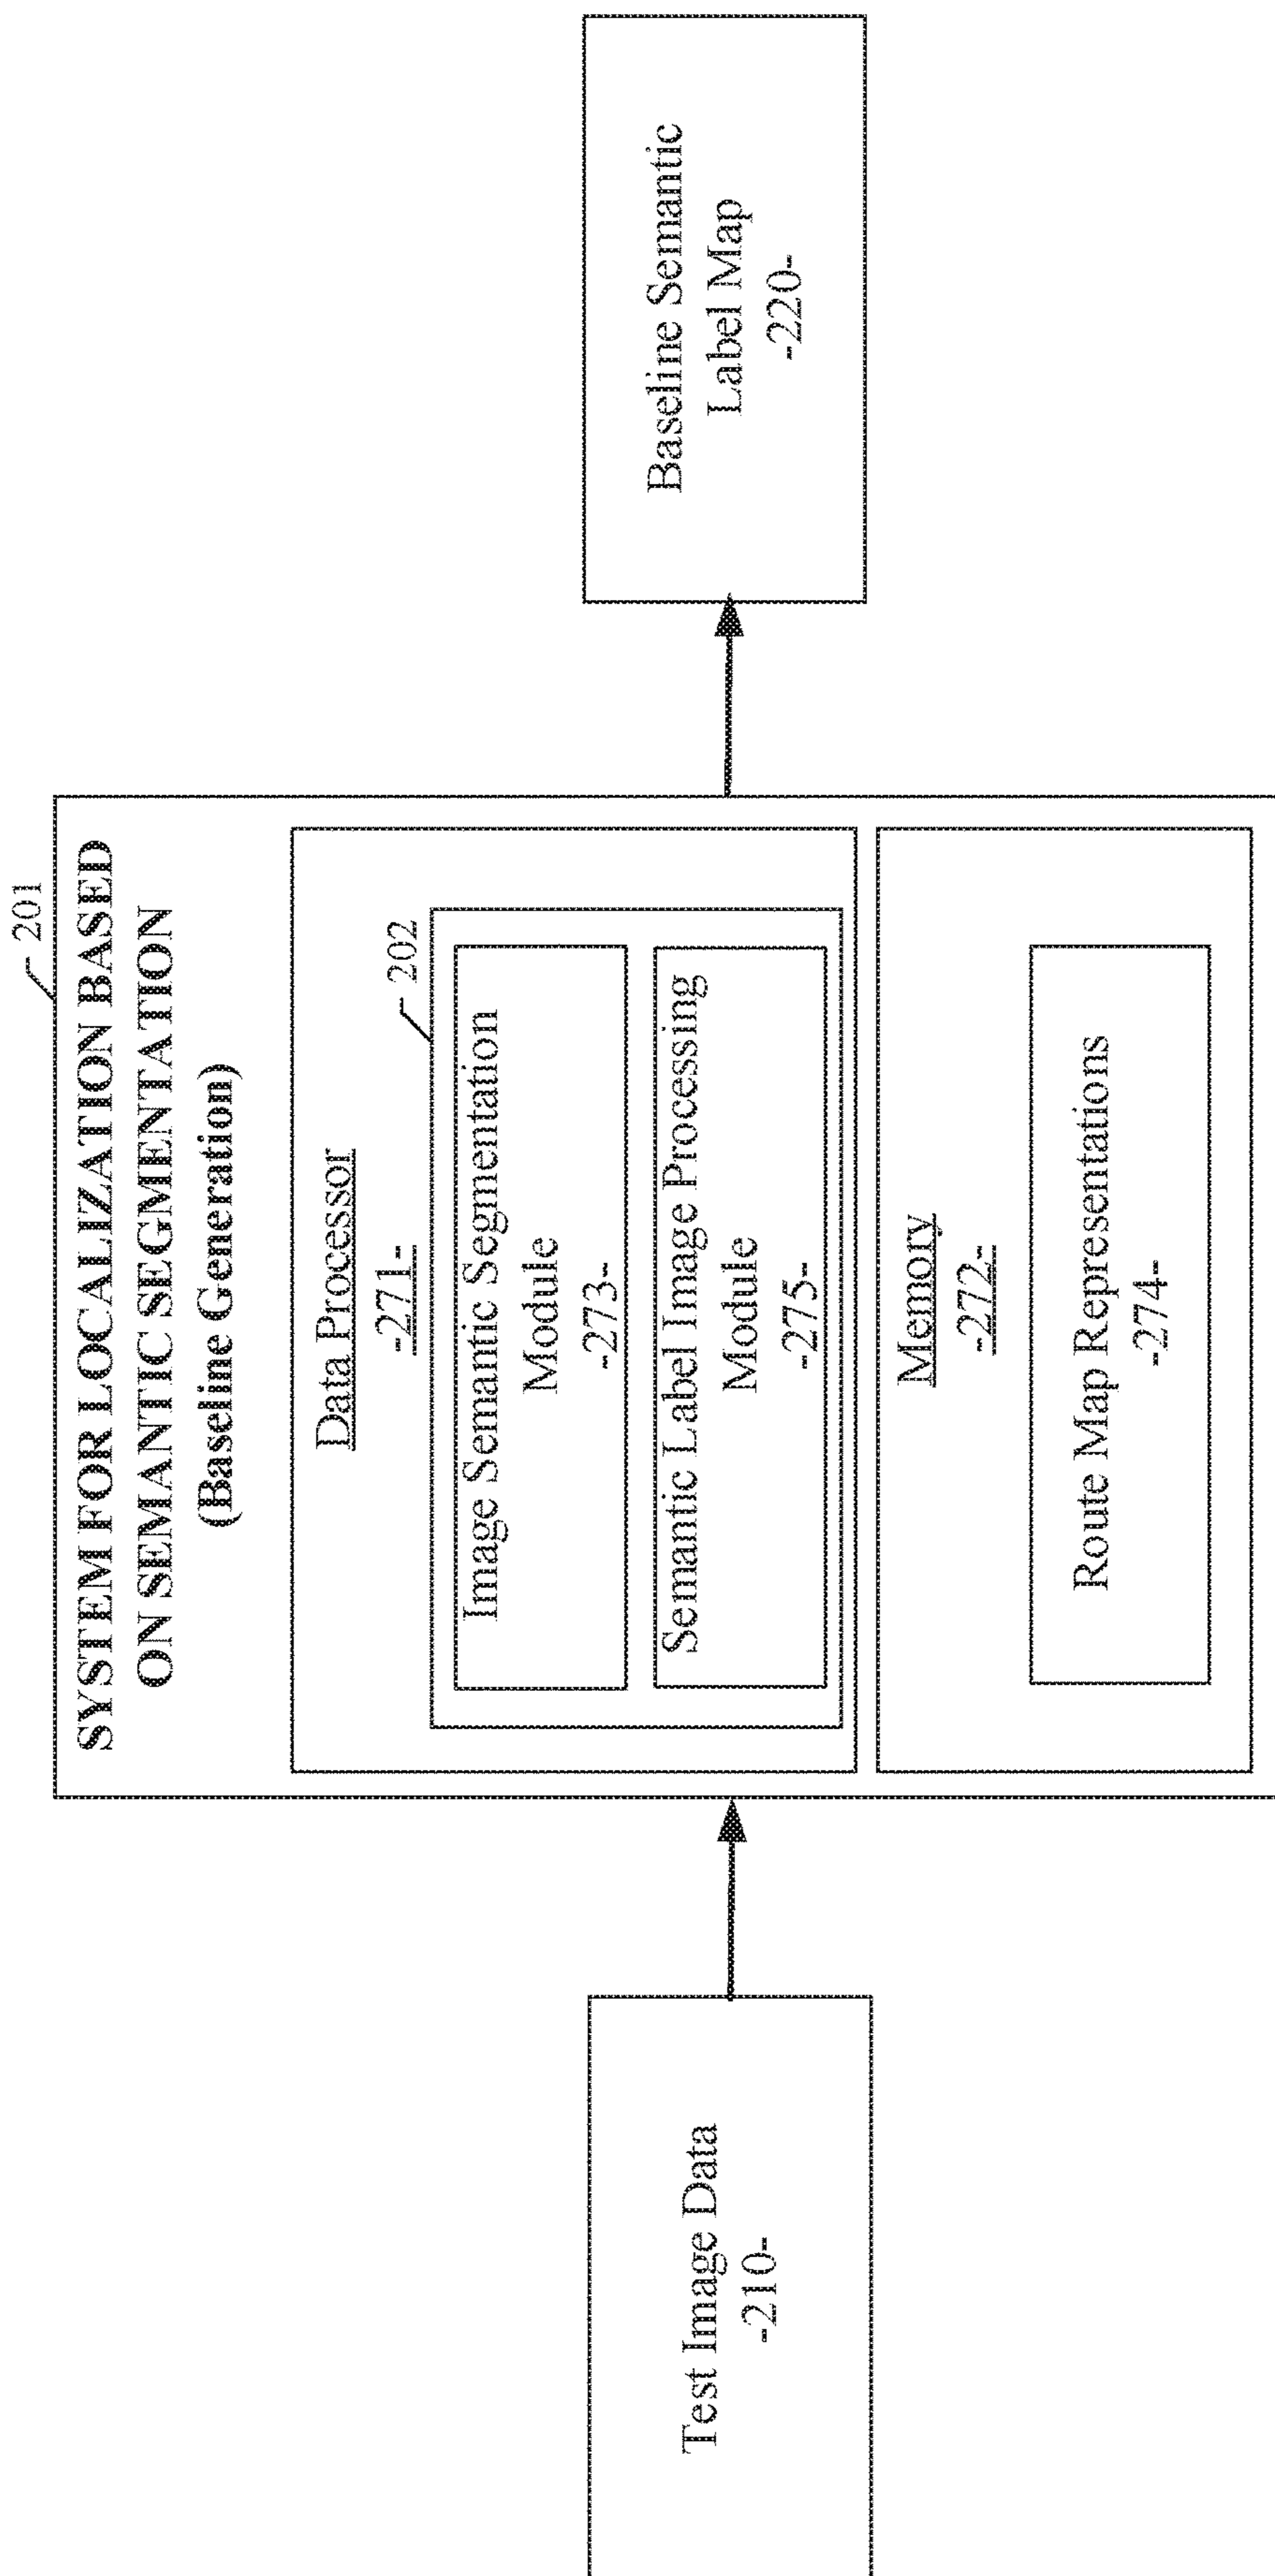 Test Image Data
-210-
201
SYSTEM FOR LOCALIZATION BASED
ON SEMANTIC SEGMENTATION
(Baseline Generation)
Data Processor
-271-
202
Image Semantic Segmentation
Module
-273-
Semantic Label Image Processing
Module
-275-
Memory
-272-
Route Map Representations
-274-
Baseline Semantic
Label Map
-220-